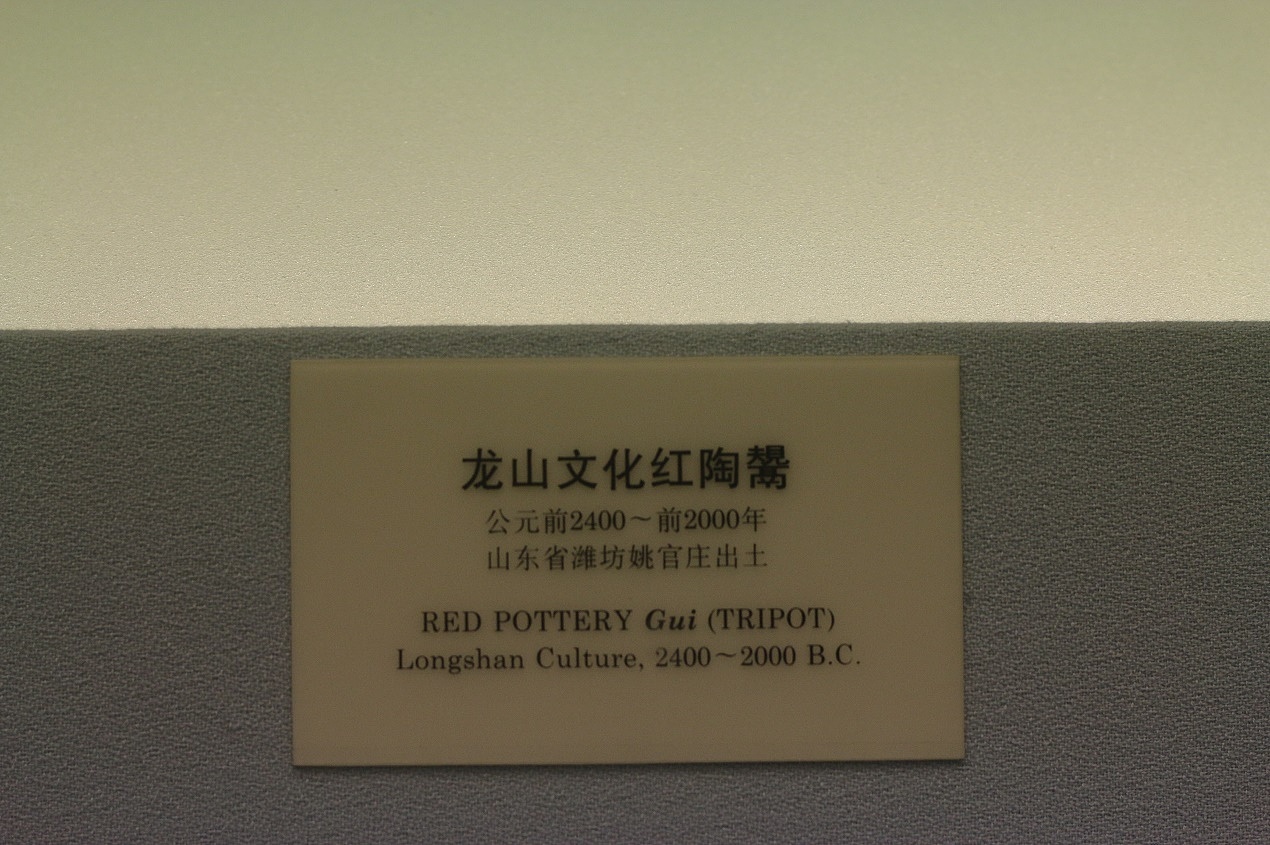 龙山文化红陶鬶
公元前2400～前2000年
山东省潍坊姚官庄出土
RED POTTERY Gui (TRIPOT)
Longshan Culture, 2400～2000 B.C.